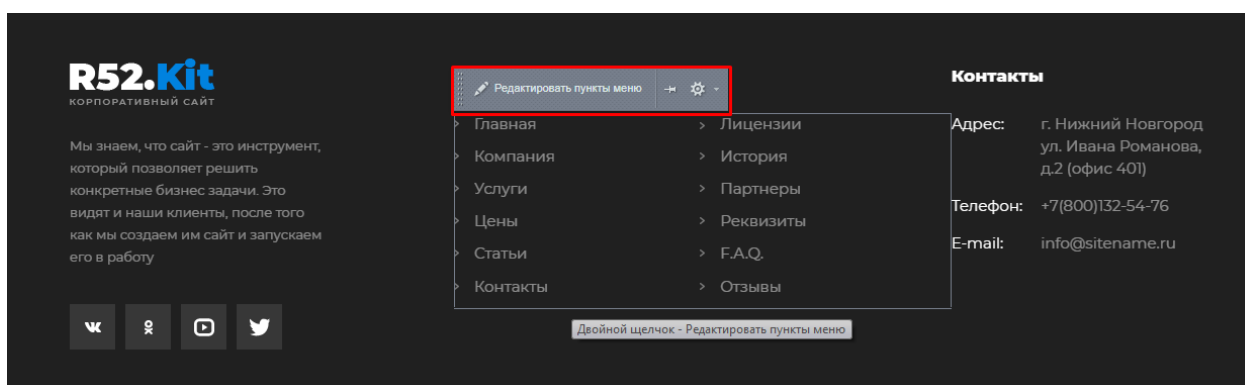 R52.Kit
КОРПОРАТИВНЫЙ САЙТ
Мы знаем, что сайт - это инструмент,
который позволяет решить
конкретные бизнес задачи. Это
видят и наши клиенты, после того
как мы создаем им сайт и запускаем
его в работу
Редактировать пункты меню
Главная
Компания
Услуги
Цены
Статьи
Контакты
Лицензии
История
Партнеры
Реквизиты
F.A.Q.
Отзывы
Двойной щелчок - Редактировать пункты меню
Контакты
Адрес: г. Нижний Новгород
ул. Ивана Романова,
д.2 (офис 401)
Телефон: +7(800)132-54-76
E-mail: info@sitename.ru